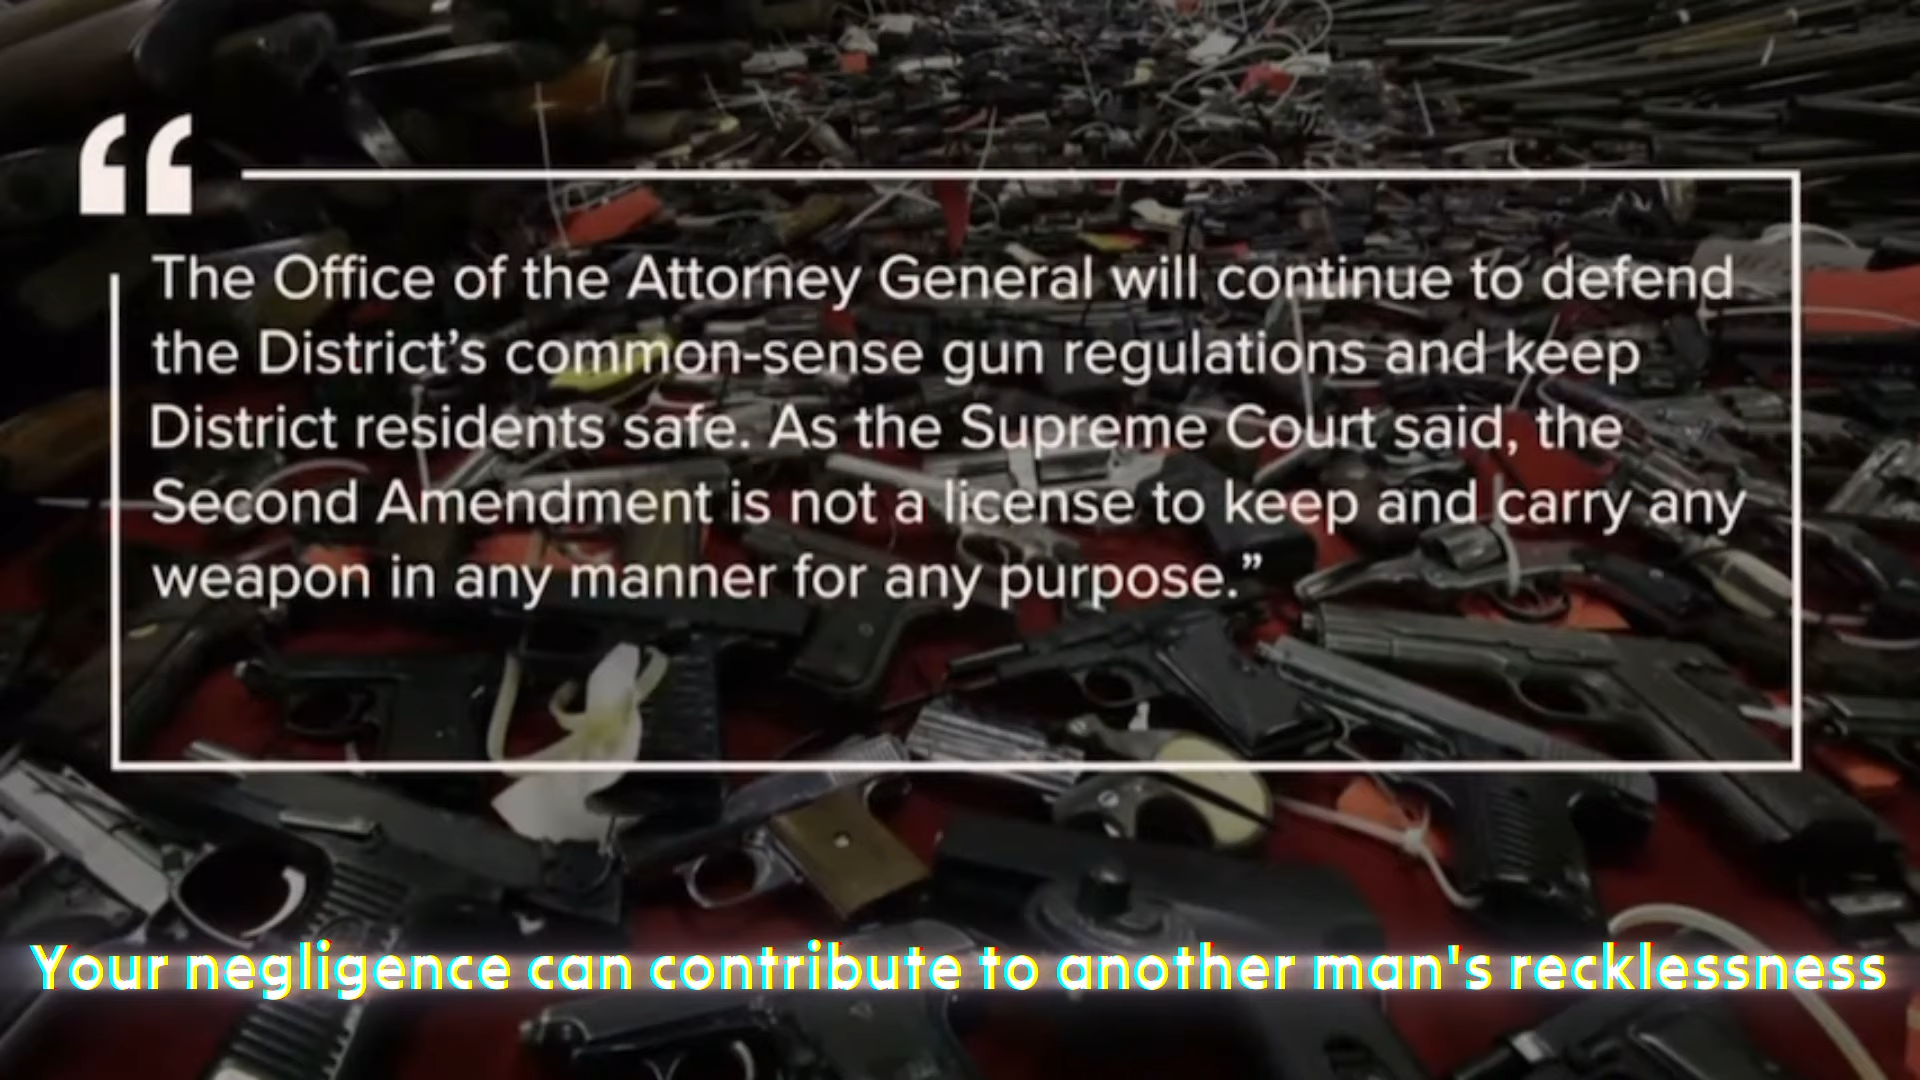 “
The Office of the Attorney General will continue to defend
the District’s common-sense gun regulations and keep
District residents safe. As the Supreme Court said, the
Second Amendment is not a license to keep and carry any
weapon in any manner for any purpose.”
Your negligence can contribute to another man's recklessness